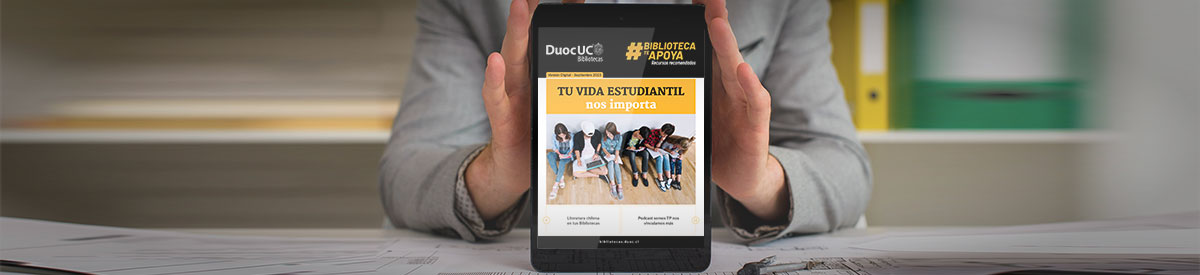 DuocUC
Bibliotecas
#BIBLIOTECA
TE
APOYA
Recursos recomendados
Versión Digital - Septiembre 2023
TU VIDA ESTUDIANTIL
nos importa
Literatura chilena
en tus Bibliotecas
Podcast somos TP nos
vinculamos más
bibliotecas.duoc.cl